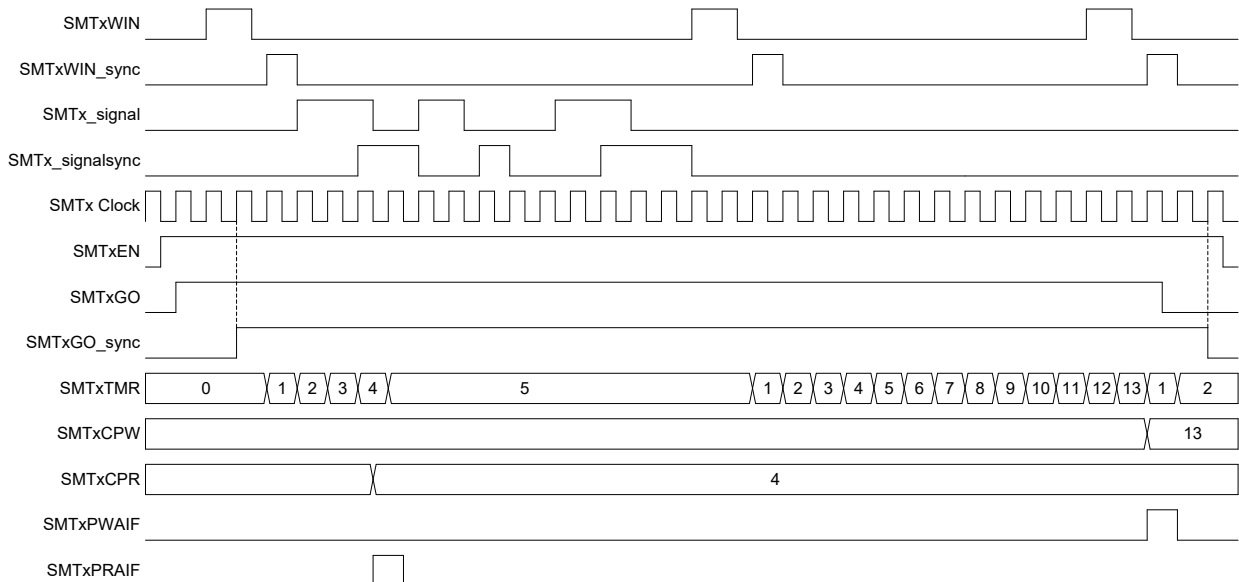 SMTxWIN
SMTxWIN_sync
SMTx_signal
SMTx_signalsync
SMTx Clock
SMTxEN
SMTxGO
SMTxGO_sync
SMTxTMR 0 1 2 3 4 5 1 2 3 4 5 6 7 8 9 10 11 12 13 1 2
SMTxCPW 13
SMTxCPR 4
SMTxPWAIF
SMTxPRAIF